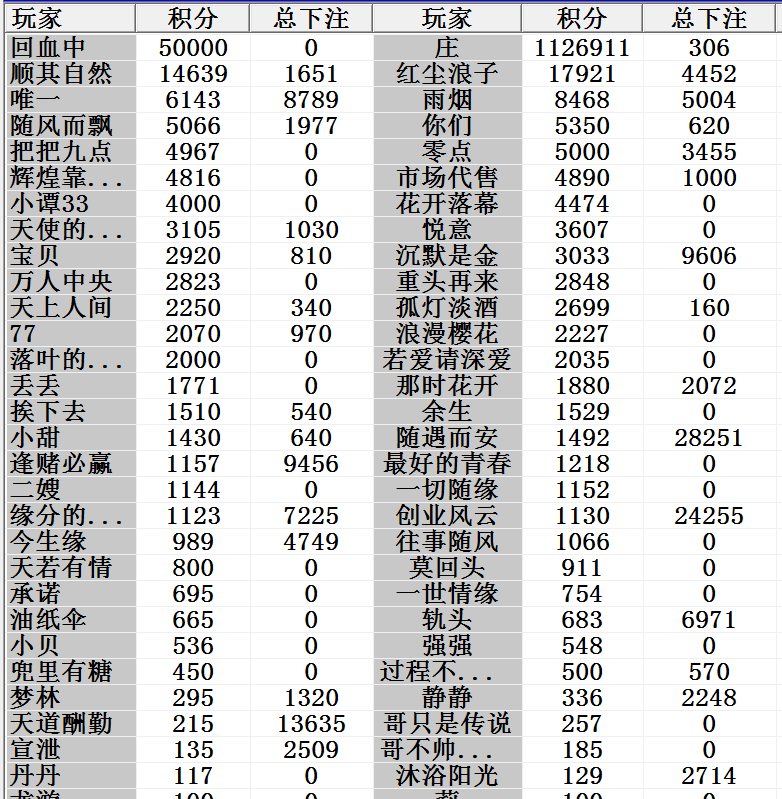 玩家 积分 总下注 玩家 积分 总下注
回血中 50000 0 庄 1126911 306
顺其自然 14639 1651 红尘浪子 17921 4452
唯一 6143 8789 雨烟 8468 5004
随风而飘 5066 1977 你们 5350 620
把把九点 4967 0 零点 5000 3455
辉煌靠... 4816 0 市场代售 4890 1000
小谭33 4000 0 花开落幕 4474 0
天使的... 3105 1030 悦意 3607 0
宝贝 2920 810 沉默是金 3033 9606
万人中央 2823 0 重头再来 2848 0
天上人间 2250 340 孤灯淡酒 2699 160
77 2070 970 浪漫樱花 2227 0
落叶的... 2000 0 若爱请深爱 2035 0
丢丢 1771 0 那时花开 1880 2072
挨下去 1510 540 余生 1529 0
小甜 1430 640 随遇而安 1492 28251
逢赌必赢 1157 9456 最好的青春 1218 0
二嫂 1144 0 一切随缘 1152 0
缘分的... 1123 7225 创业风云 1130 24255
今生缘 989 4749 往事随风 1066 0
天若有情 800 0 莫回头 911 0
承诺 695 0 一世情缘 754 0
油纸伞 665 0 轨头 683 6971
小贝 536 0 强强 548 0
兜里有糖 450 0 过程不... 500 570
梦林 295 1320 静静 336 2248
天道酬勤 215 13635 哥只是传说 257 0
宣泄 135 2509 哥不帅... 185 0
丹丹 117 0 沐浴阳光 129 2714